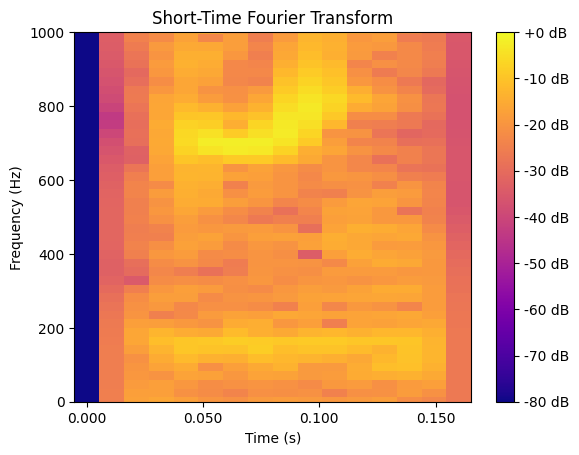 Short-Time Fourier Transform
Frequency (Hz)
1000
800
600
400
200
0
0.000
0.050
0.100
0.150
Time (s)
+0 dB
-10 dB
-20 dB
-30 dB
-40 dB
-50 dB
-60 dB
-70 dB
-80 dB